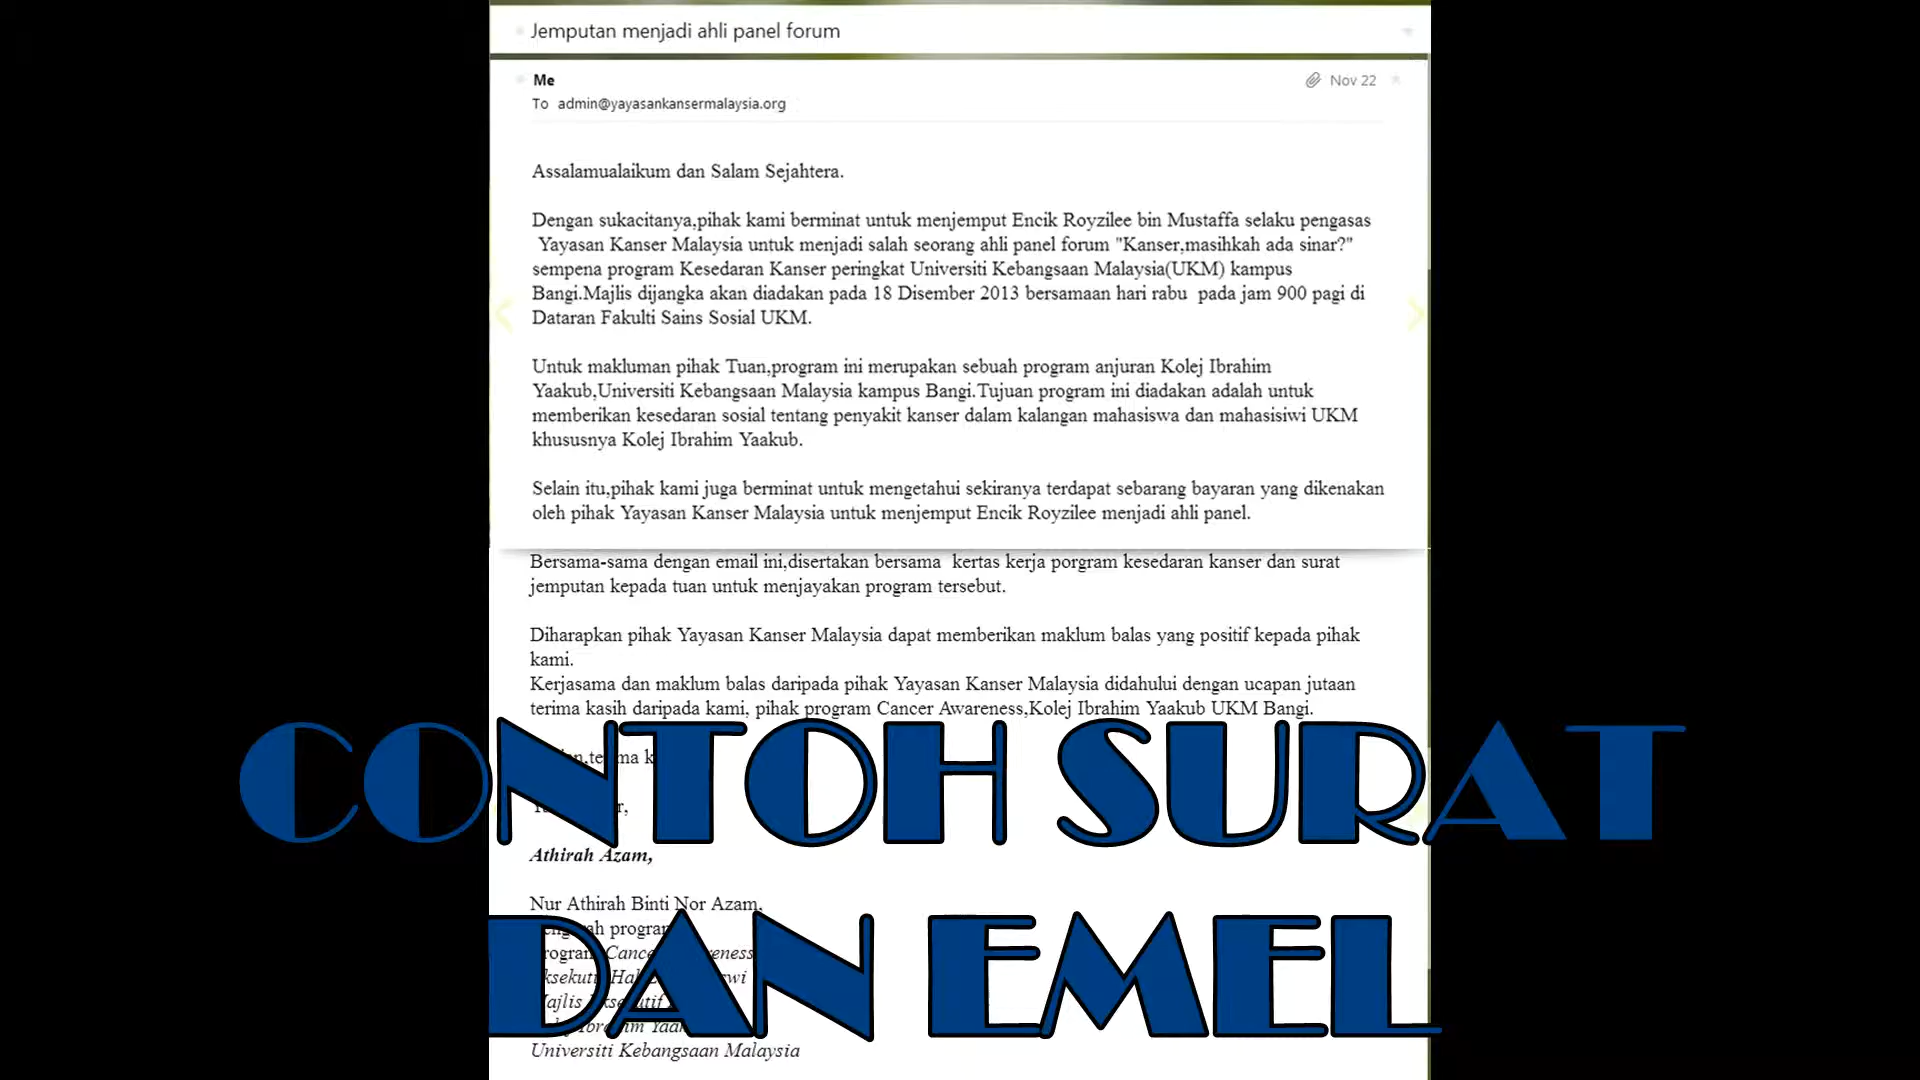 Jemputan menjadi ahli panel forum
Me
Nov 22
To admin@yayasankansermalaysia.org
Assalamualaikum dan Salam Sejahtera.
Dengan sukacitanya,pihak kami berminat untuk menjemput Encik Royzilee bin Mustaffa selaku pengasas
Yayasan Kanser Malaysia untuk menjadi salah seorang ahli panel forum "Kanser,masihkah ada sinar?"
sempena program Kesedaran Kanser peringkat Universiti Kebangsaan Malaysia(UKM) kampus
Bangi.Majlis dijangka akan diadakan pada 18 Disember 2013 bersamaan hari rabu pada jam 900 pagi di
Dataran Fakulti Sains Sosial UKM.
Untuk makluman pihak Tuan,program ini merupakan sebuah program anjuran Kolej Ibrahim
Yaakub,Universiti Kebangsaan Malaysia kampus Bangi.Tujuan program ini diadakan adalah untuk
memberikan kesedaran sosial tentang penyakit kanser dalam kalangan mahasiswa dan mahasisiwi UKM
khususnya Kolej Ibrahim Yaakub.
Selain itu,pihak kami juga berminat untuk mengetahui sekiranya terdapat sebarang bayaran yang dikenakan
oleh pihak Yayasan Kanser Malaysia untuk menjemput Encik Royzilee menjadi ahli panel.
Bersama-sama dengan email ini,disertakan bersama kertas kerja porgram kesedaran kanser dan surat
jemputan kepada tuan untuk menjayakan program tersebut.
Diharapkan pihak Yayasan Kanser Malaysia dapat memberikan maklum balas yang positif kepada pihak
kami.
Kerjasama dan maklum balas daripada pihak Yayasan Kanser Malaysia didahului dengan ucapan jutaan
terima kasih daripada kami, pihak program Cancer Awareness,Kolej Ibrahim Yaakub UKM Bangi.
CONTOH SURAT
Athirah Azam,
Nur Athirah Binti Nor Azam,
DAN EMEL
Universiti Kebangsaan Malaysia